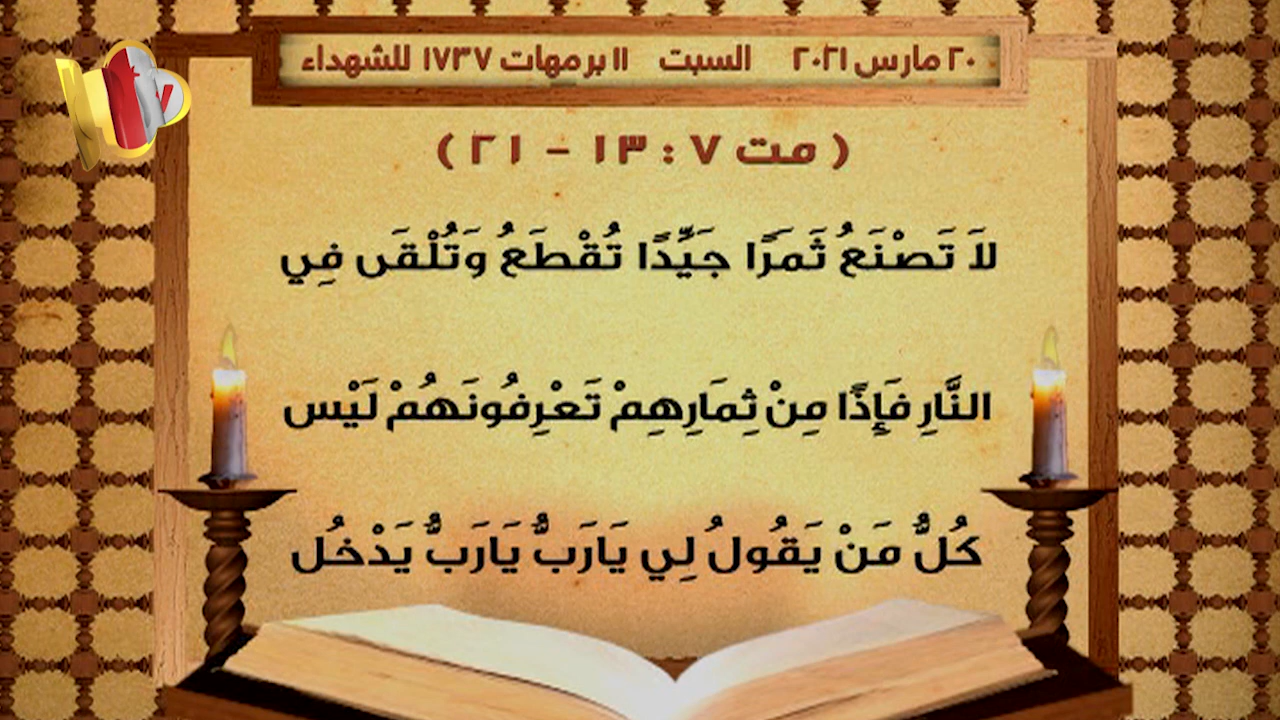 ٢٠ مارس ٢٠٢١ السبت ١١ برمهات ١٧٣٧ للشهداء
( مت ٧ : ١٣ - ٢١ )
لاَ تَصْنَعُ ثَمَرًا جَيِّدًا تُقْطَعُ وَتُلْقَى فِي
النَّارِ فَإِذًا مِنْ ثِمَارِهِمْ تَعْرِفُونَهُمْ لَيْس
كُلُّ مَنْ يَقُولُ لِي يَارَبُّ يَارَبُّ يَدْخُل